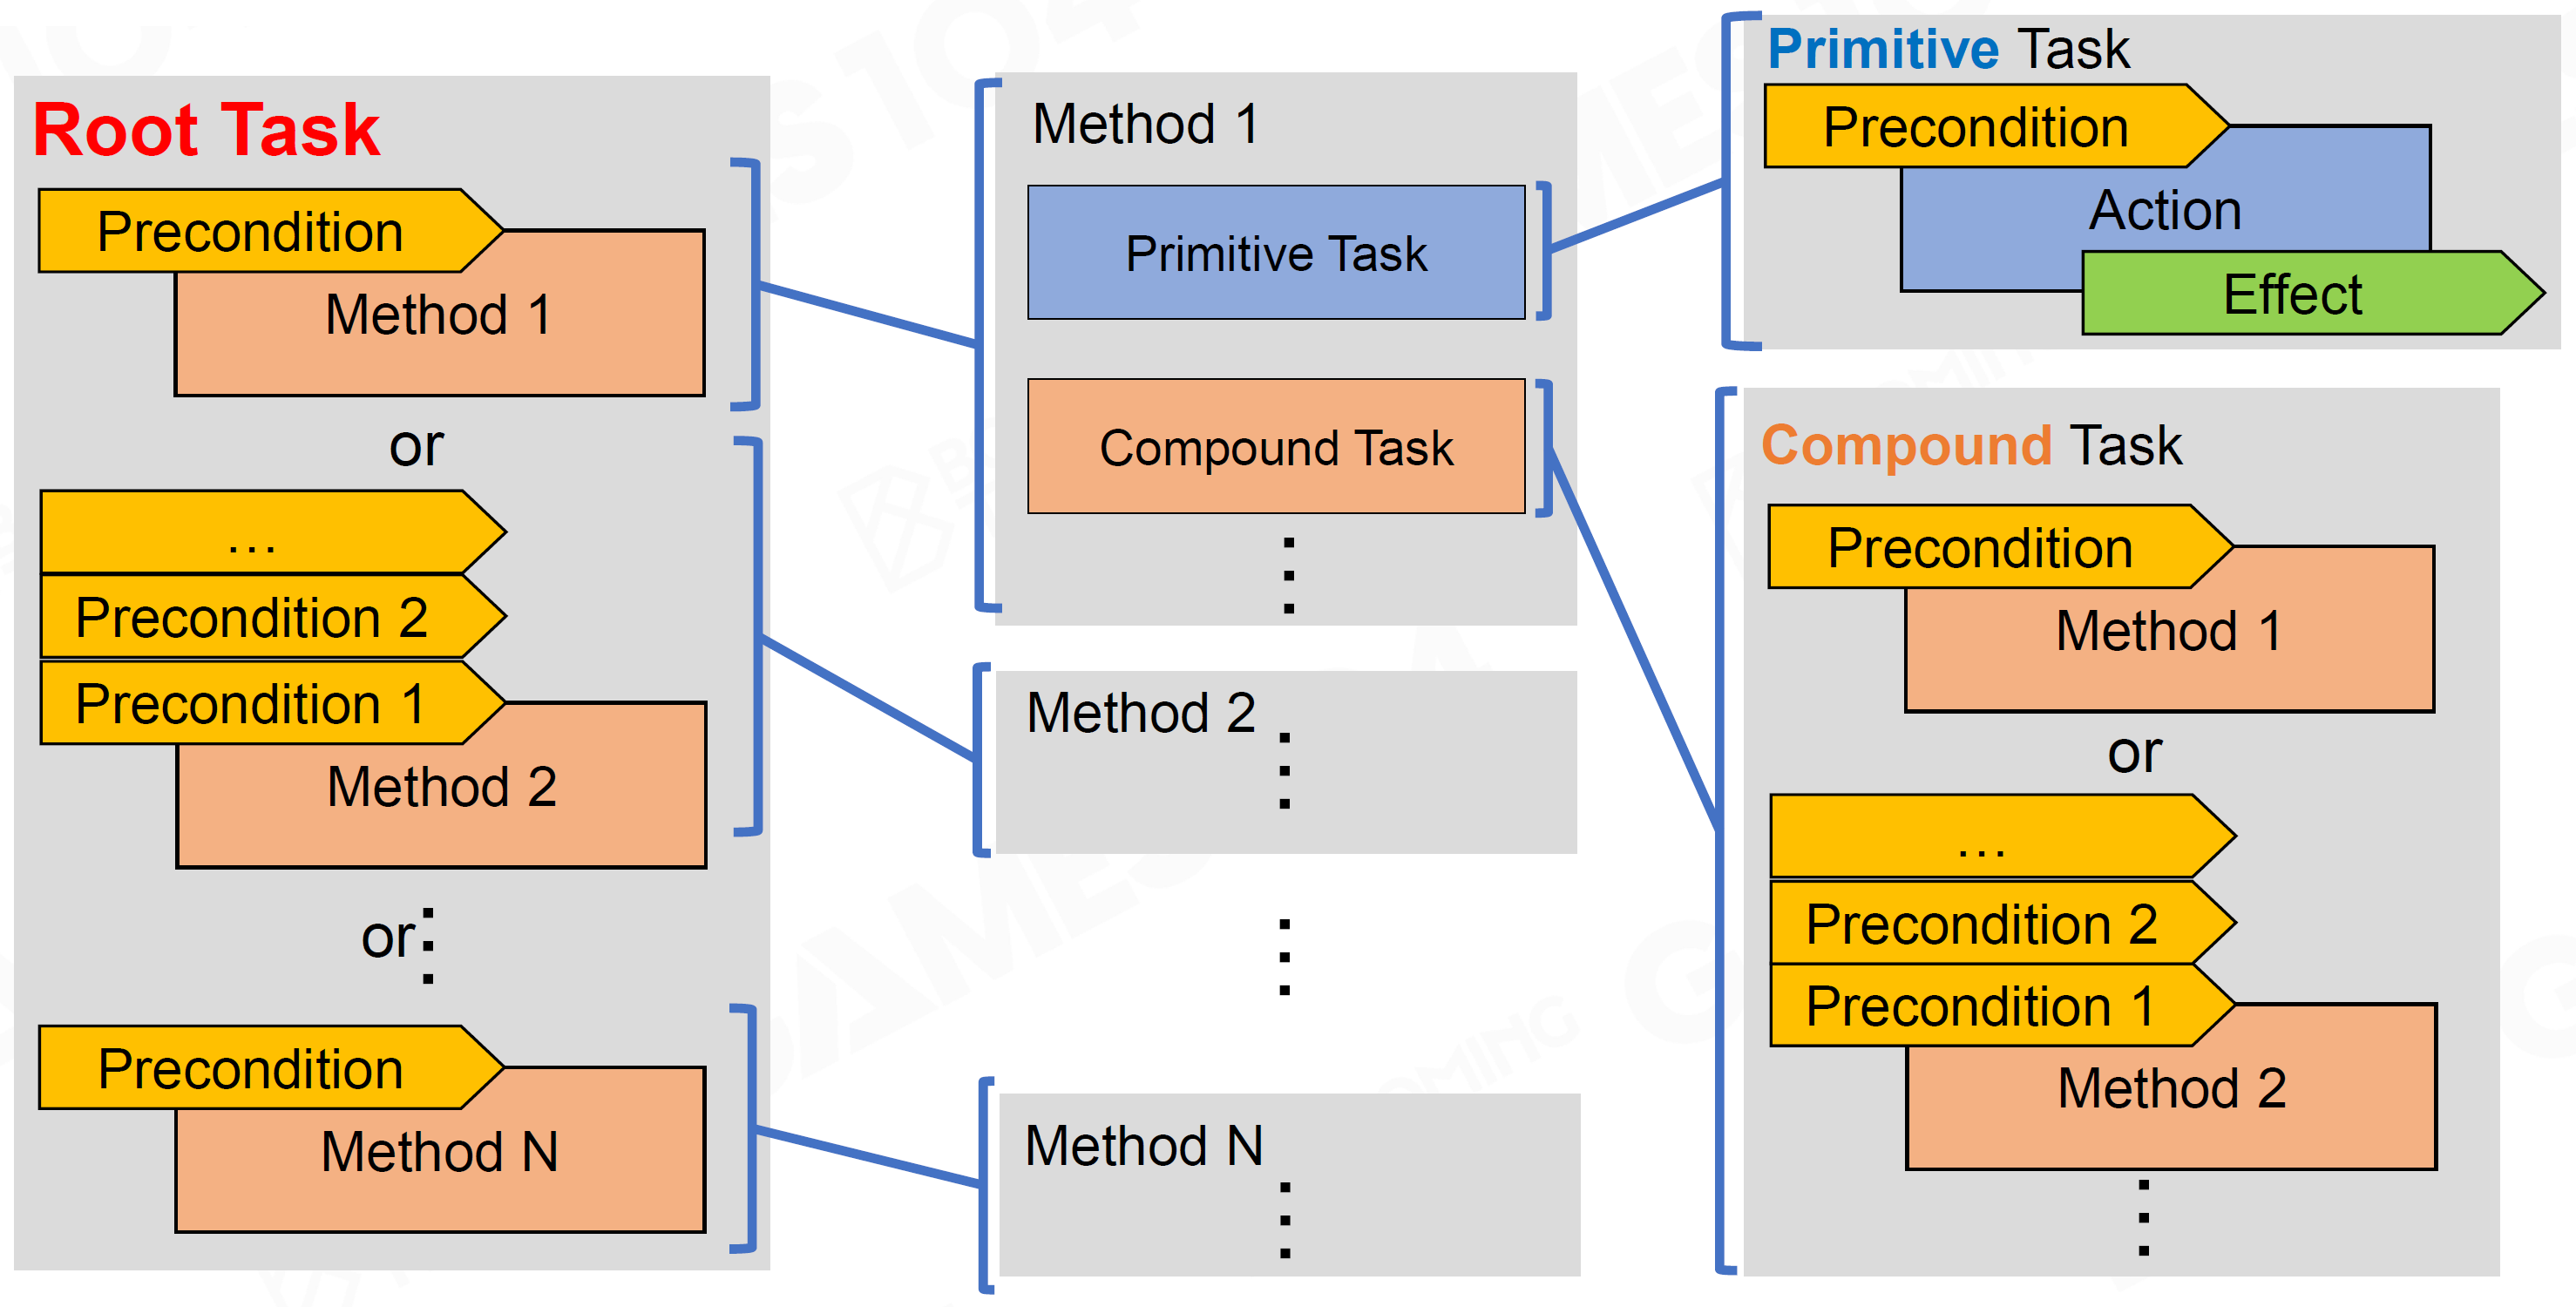 Root Task
Precondition
Method 1
or
...
Precondition 2
Precondition 1
Method 2
or
Precondition
Method N
Method 1
Primitive Task
Compound Task
Method 2
Method N
Primitive Task
Precondition
Action
Effect
Compound Task
Precondition
Method 1
or
...
Precondition 2
Precondition 1
Method 2